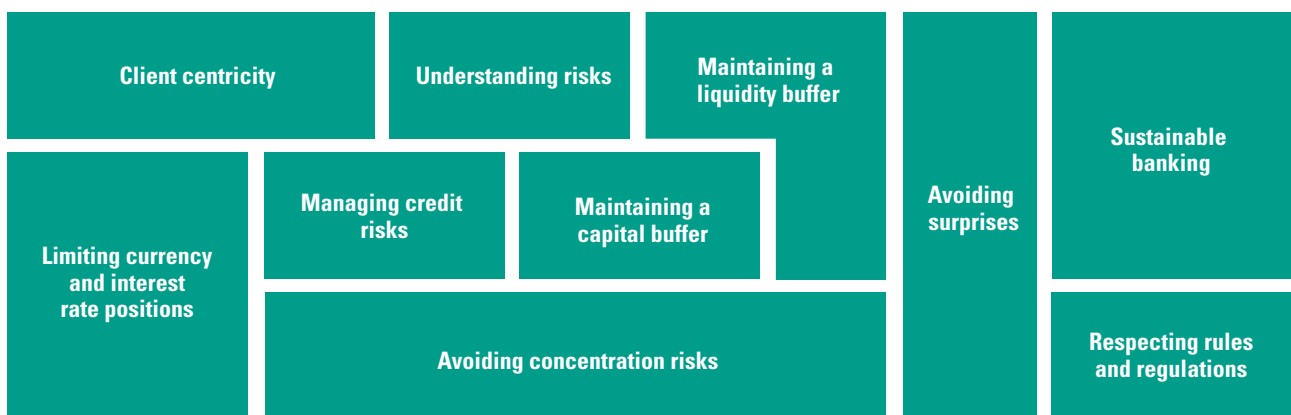 Client centricity
Understanding risks
Maintaining a
liquidity buffer
Avoiding
surprises
Sustainable
banking
Limiting currency
and interest
rate positions
Managing credit
risks
Maintaining a
capital buffer
Avoiding concentration risks
Respecting rules
and regulations